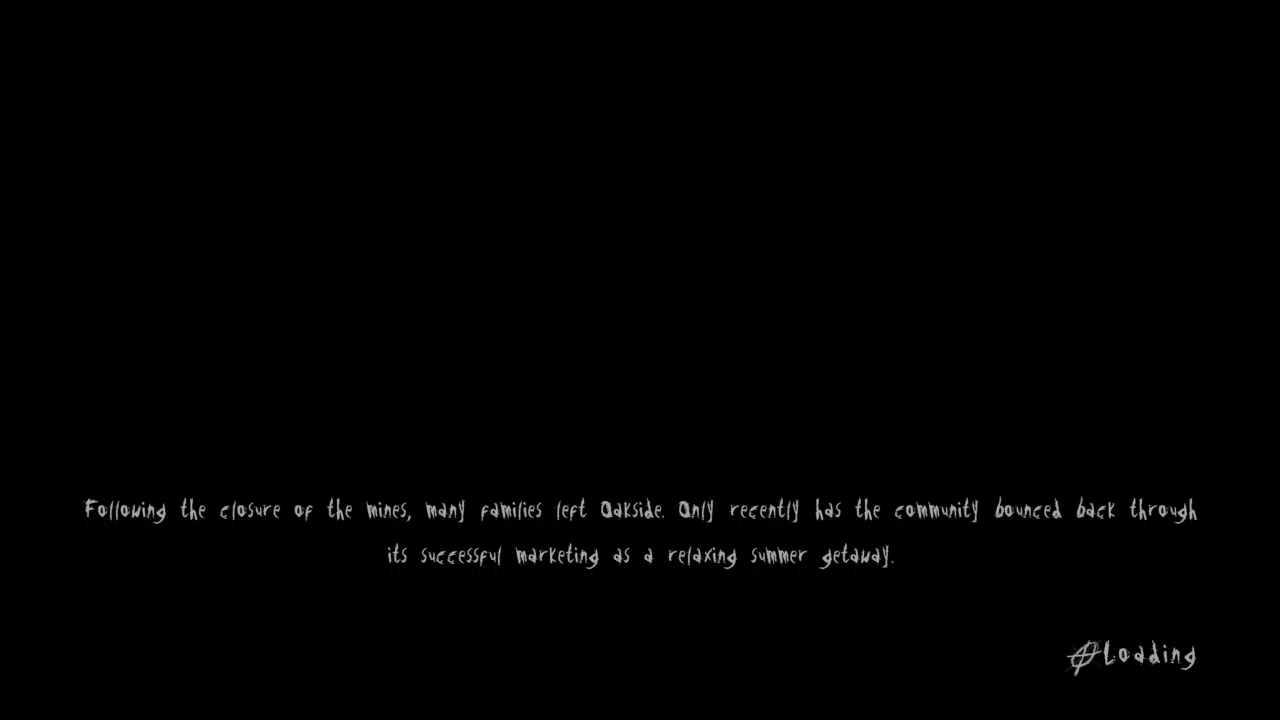 Following the closure of the mines, many families left Oakside. Only recently has the community bounced back through
its successful marketing as a relaxing summer getaway.
Loading